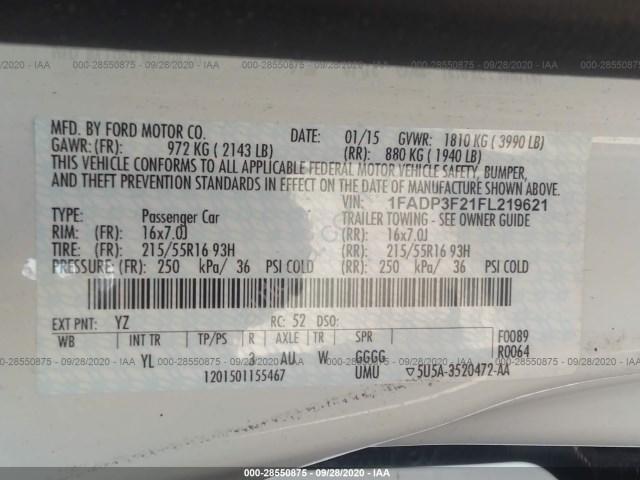 000-28550875 - 09/28/2020 - IAA
MFD. BY FORD MOTOR CO. DATE: 01/15 GVWR: 1810 KG ( 3990 LB)
GAWR: (FR): 972 KG ( 2143 LB) (RR): 880 KG ( 1940 LB)
THIS VEHICLE CONFORMS TO ALL APPLICABLE FEDERAL MOTOR VEHICLE SAFETY, BUMPER,
AND THEFT PREVENTION STANDARDS IN EFFECT ON THE DATE OF MANUFACTURE SHOWN ABOVE.
VIN: 1FADP3F21FL219621
TYPE: Passenger Car TRAILER TOWING - SEE OWNER GUIDE
RIM: (FR): 16x7.0J (RR): 16x7.0J
TIRE: (FR): 215/55R16 93H (RR): 215/55R16 93H
PRESSURE: (FR): 250 kPa/ 36 PSI COLD (RR): 250 kPa/ 36 PSI COLD
EXT PNT: YZ RC: 52 DSO:
WB INT TR TP/PS R AXLE TR SPR F0089
YL 3 AU W GGGG R0064
1201501155467 UMU ▽5U5A-3520472-AA
000-28550875 - 09/28/2020 - IAA